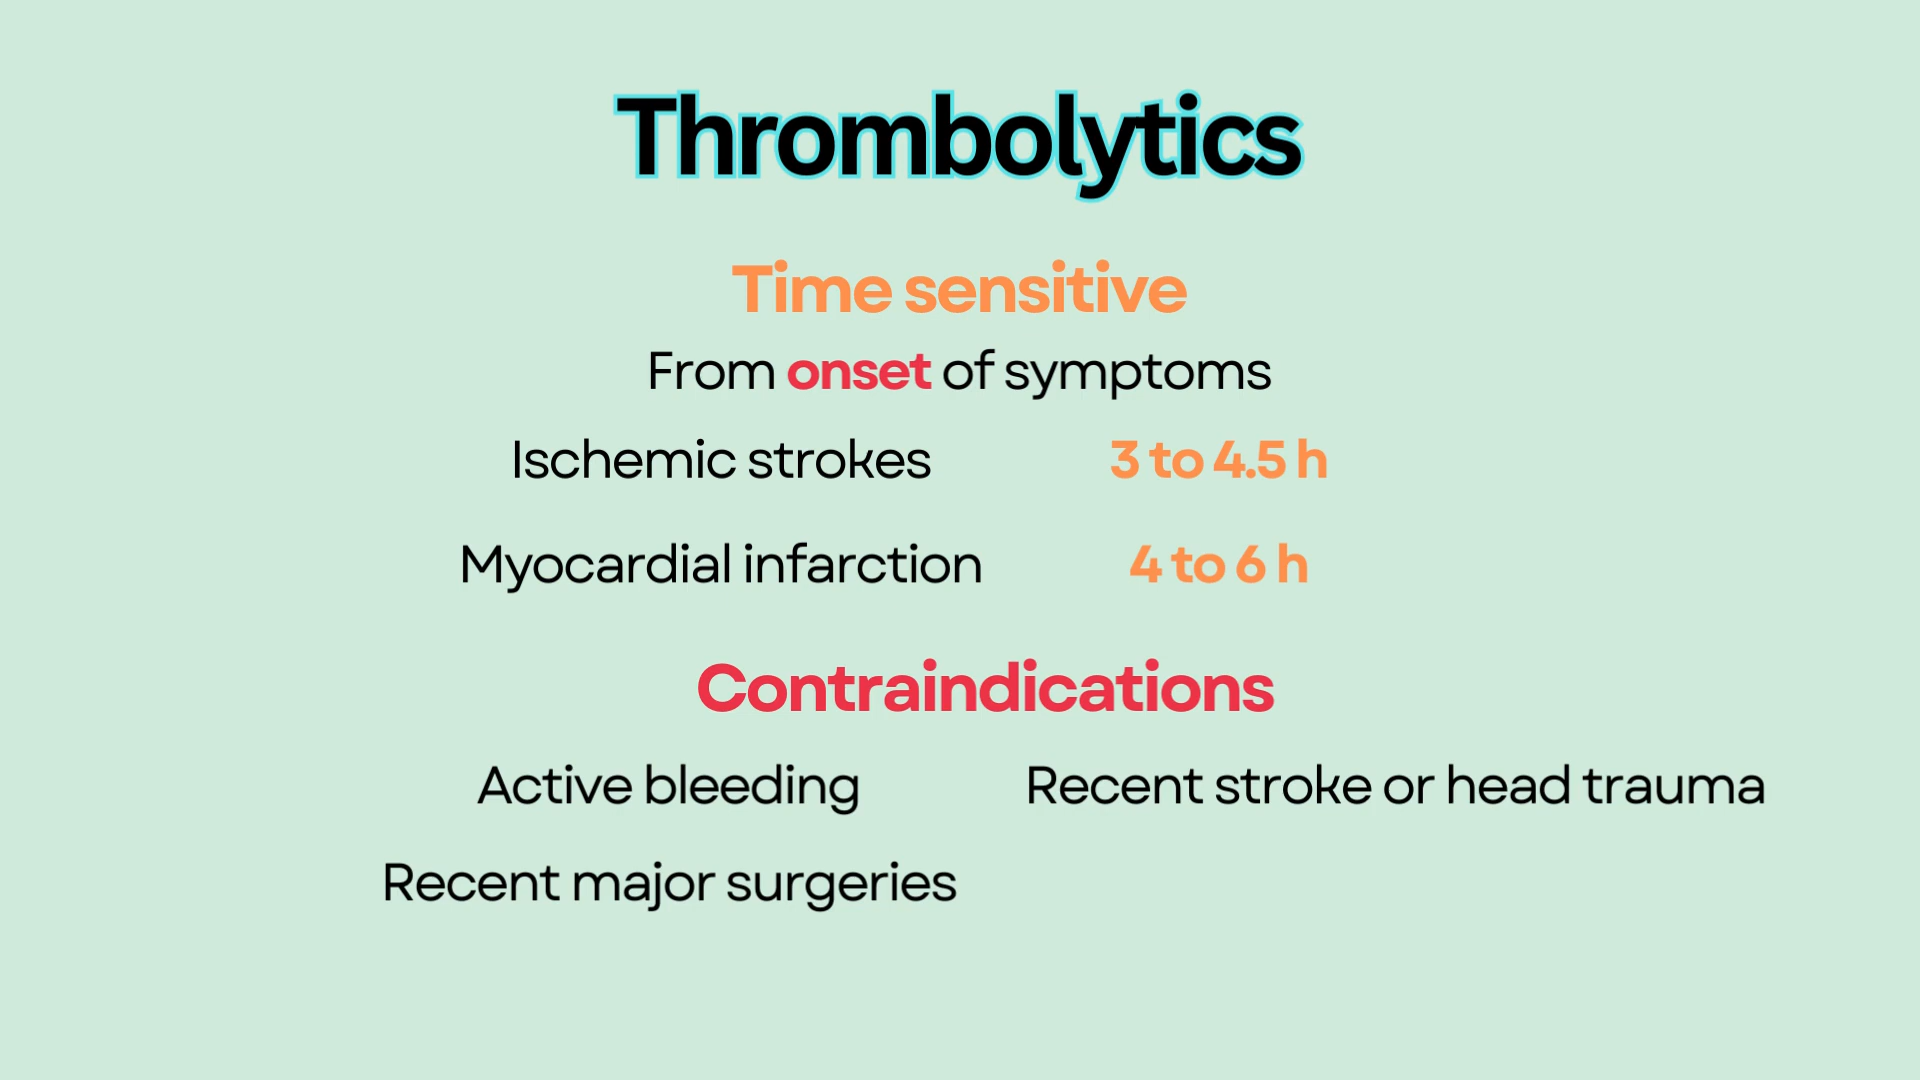 Thrombolytics
Time sensitive
From onset of symptoms
Ischemic strokes 3 to 4.5 h
Myocardial infarction 4 to 6 h
Contraindications
Active bleeding Recent stroke or head trauma
Recent major surgeries